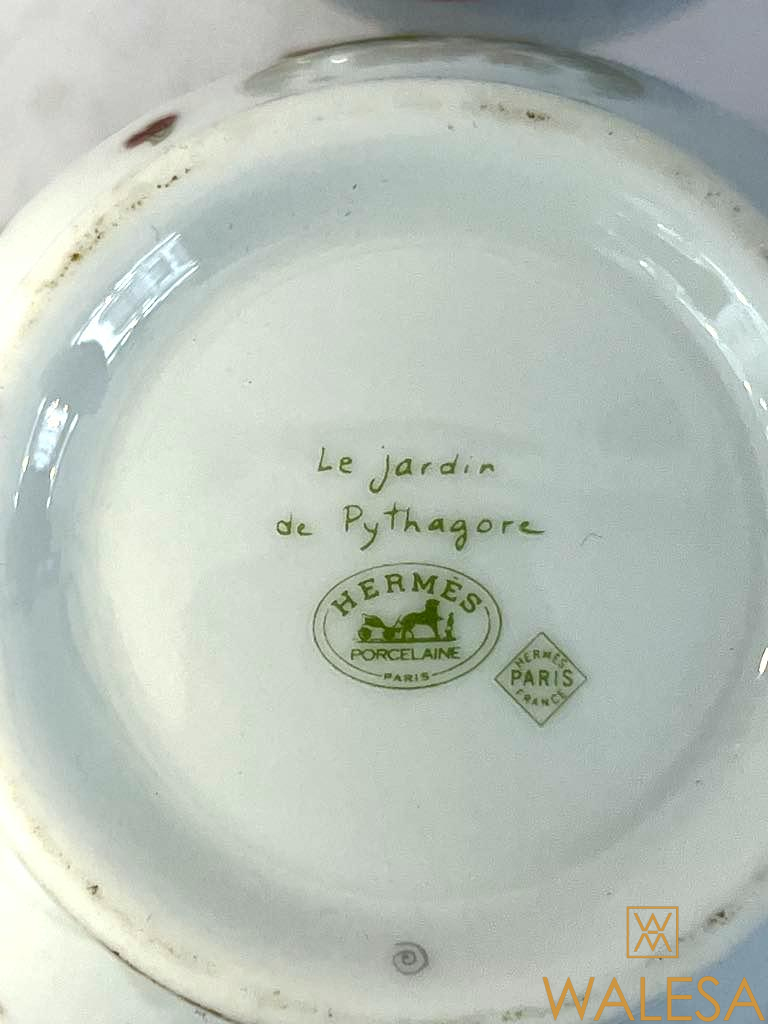 Le jardin
de Pythagore
HERMÈS
PORCELAINE
PARIS
HERMÈS
PARIS
FRANCE
WALESA